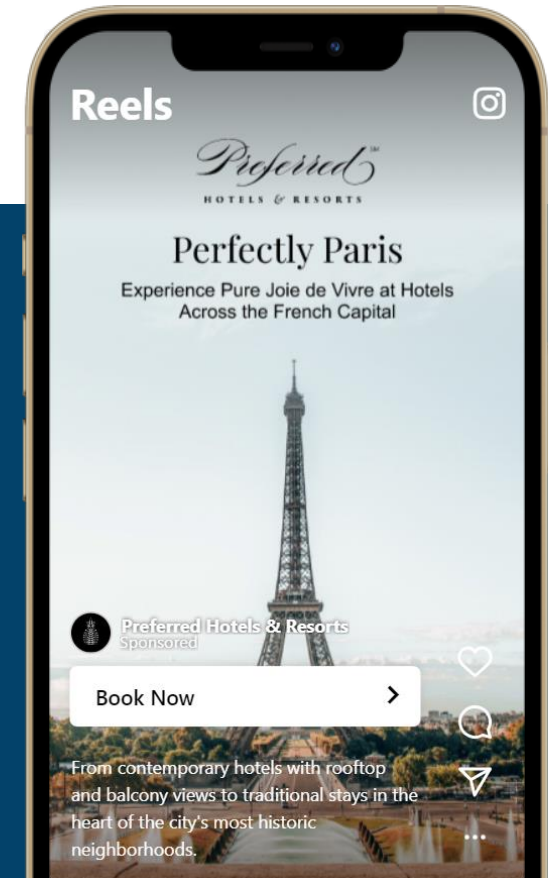 Reels
Preferred
SM
HOTELS & RESORTS
Perfectly Paris
Experience Pure Joie de Vivre at Hotels
Across the French Capital
Preferred Hotels & Resorts
Sponsored
Book Now
From contemporary hotels with rooftop
and balcony views to traditional stays in the
heart of the city's most historic
neighborhoods.